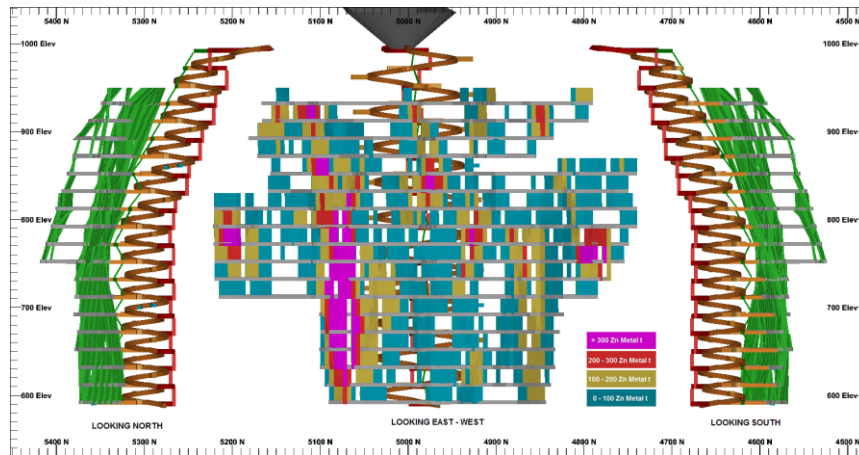 5400 N 5300 N 5200 N 5100 N 5000 N 4900 N 4800 N 4700 N 4600 N 4500 N
1000 Elev 1000 Elev
900 Elev 900 Elev
800 Elev 800 Elev
700 Elev 700 Elev
> 300 Zn Metal t
200 - 300 Zn Metal t
100 - 200 Zn Metal t
0 - 100 Zn Metal t
600 Elev 600 Elev
LOOKING NORTH LOOKING EAST - WEST LOOKING SOUTH
5400 N 5300 N 5200 N 5100 N 5000 N 4900 N 4800 N 4700 N 4600 N 4500 N